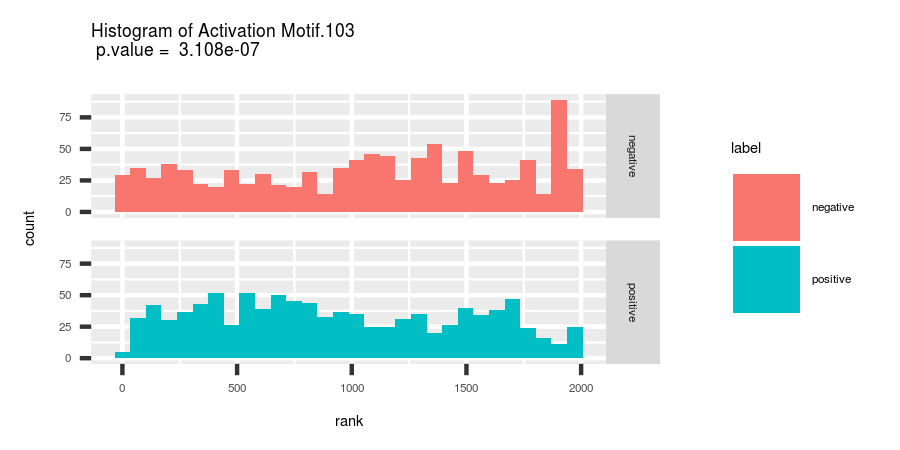 Histogram of Activation Motif.103
p.value = 3.108e-07
count
75
50
25
0
negative
75
50
25
0
positive
0 500 1000 1500 2000
rank
label
negative
positive